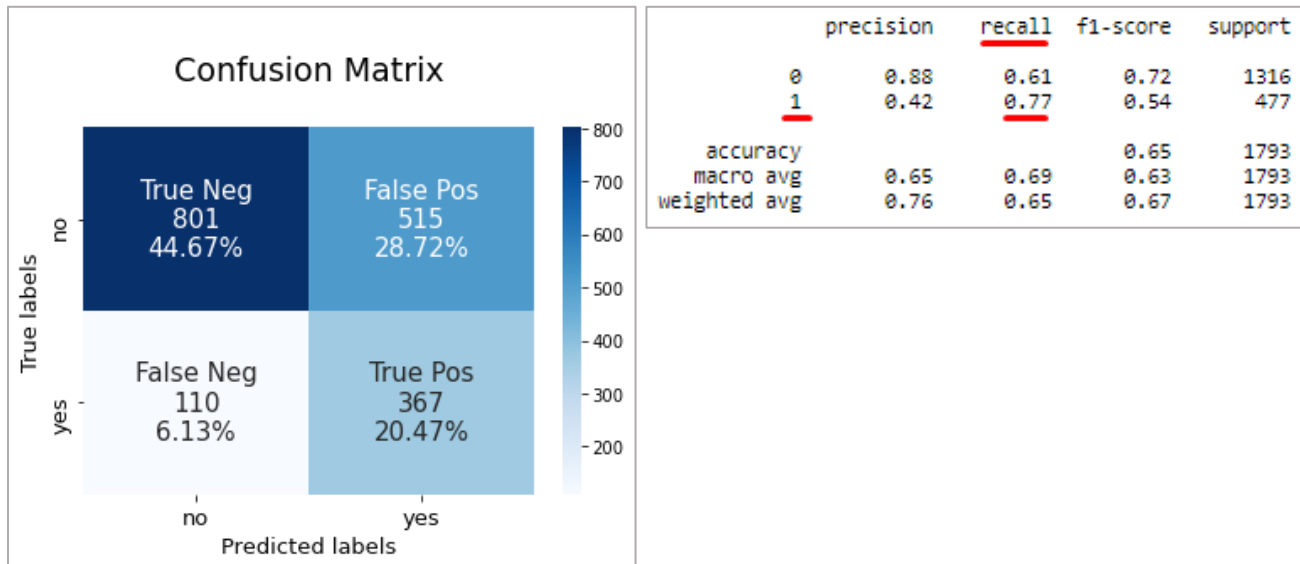 Confusion Matrix
True Neg
801
44.67%
False Pos
515
28.72%
False Neg
110
6.13%
True Pos
367
20.47%
True labels
no
yes
no yes
Predicted labels
800
700
600
500
400
300
200
precision recall f1-score support
0 0.88 0.61 0.72 1316
1 0.42 0.77 0.54 477
accuracy 0.65 1793
macro avg 0.65 0.69 0.63 1793
weighted avg 0.76 0.65 0.67 1793